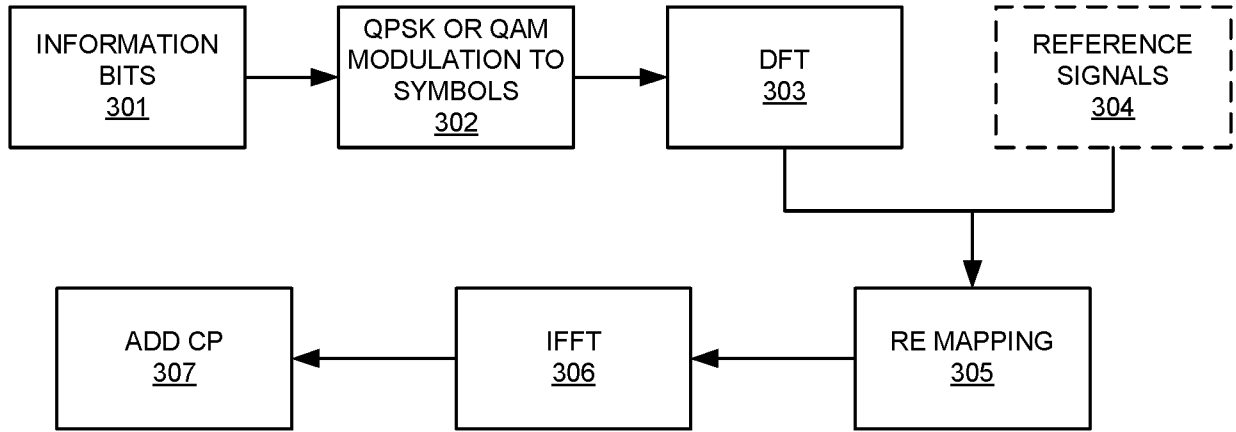 INFORMATION
BITS
301
QPSK OR QAM
MODULATION TO
SYMBOLS
302
DFT
303
REFERENCE
SIGNALS
304
ADD CP
307
IFFT
306
RE MAPPING
305